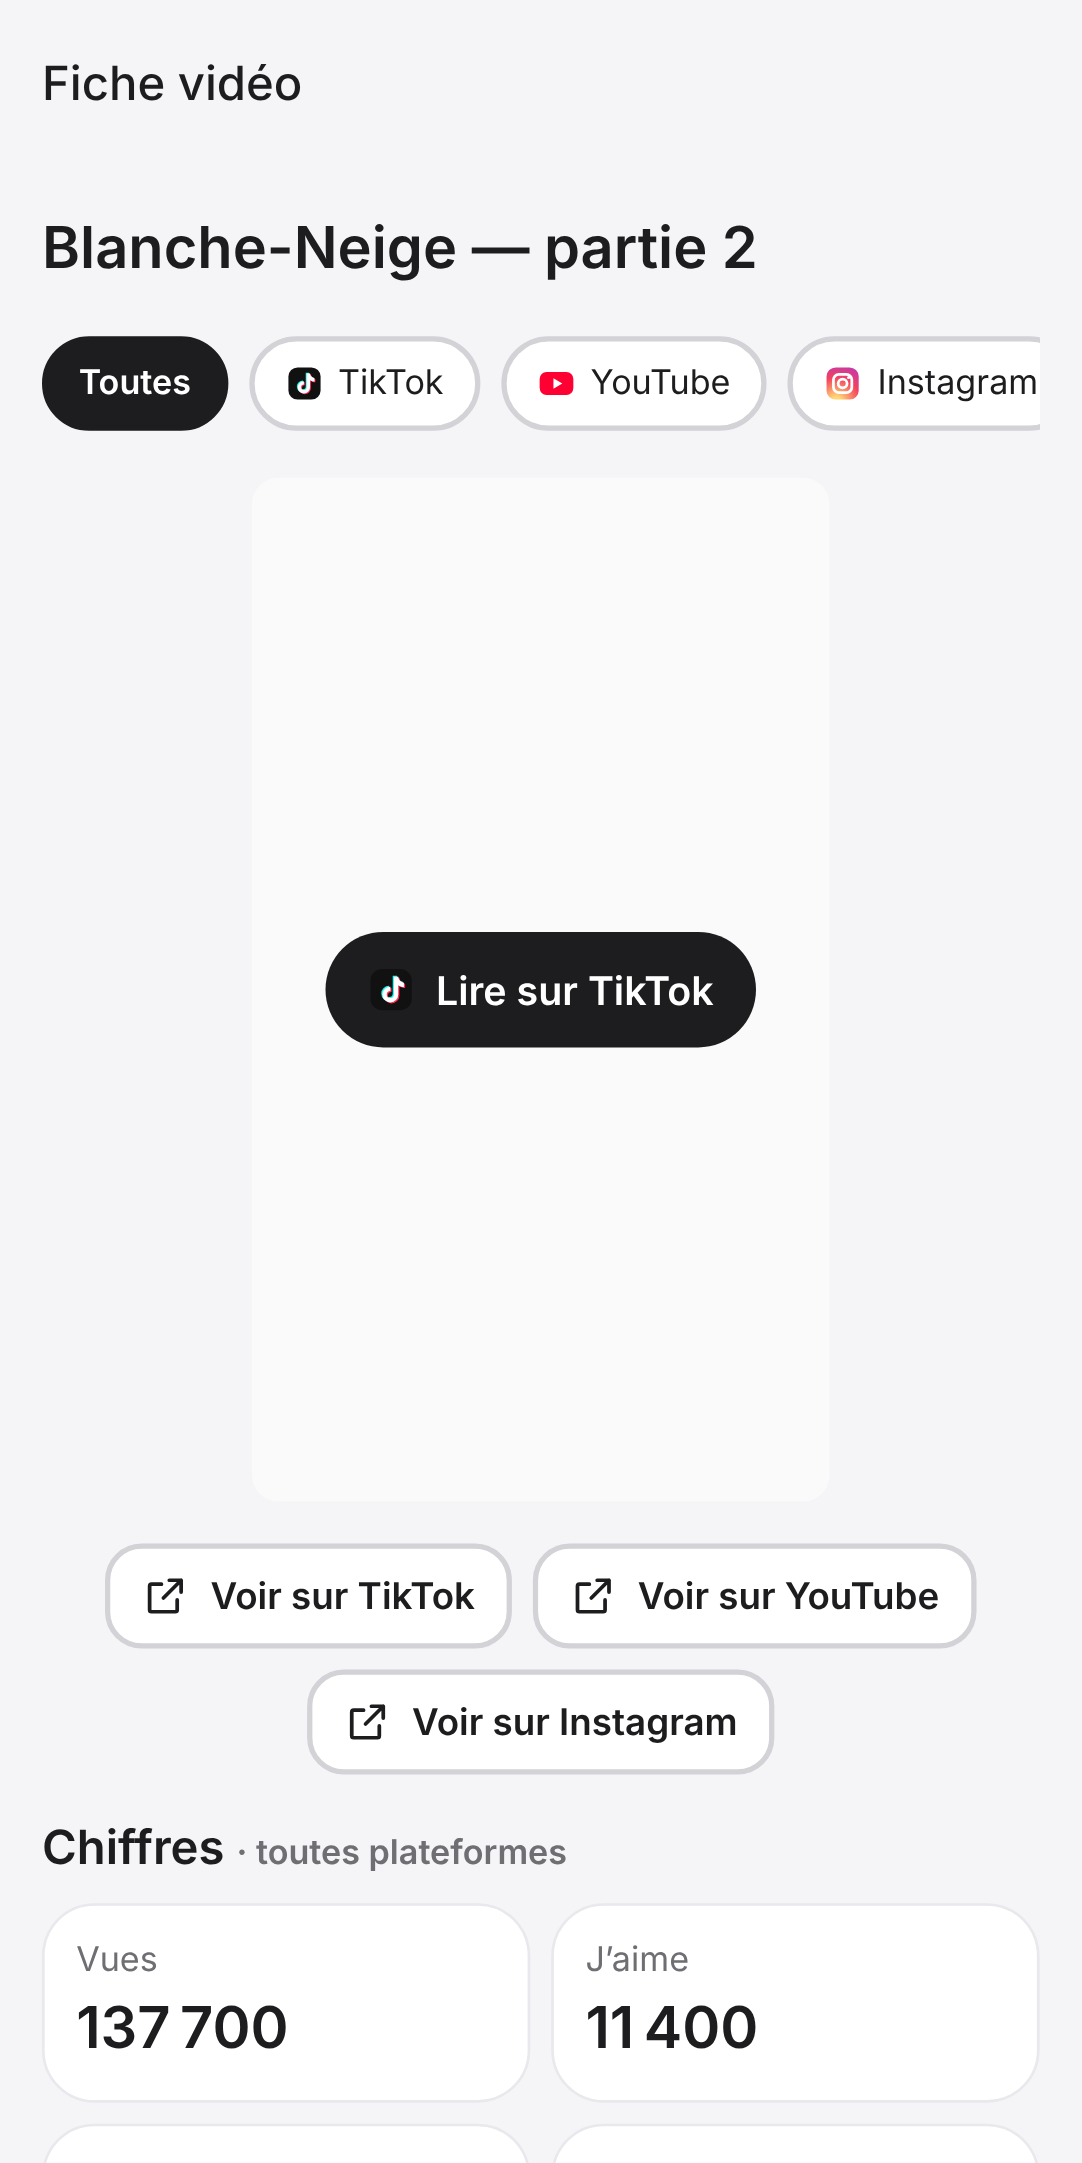 Fiche vidéo
Blanche-Neige — partie 2
Toutes TikTok YouTube Instagram
Lire sur TikTok
Voir sur TikTok Voir sur YouTube
Voir sur Instagram
Chiffres · toutes plateformes
Vues J’aime
137 700 11 400